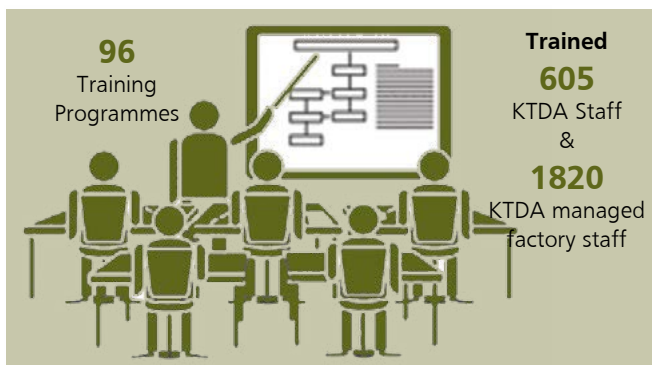 96
Training
Programmes
Trained
605
KTDA Staff
&
1820
KTDA managed
factory staff